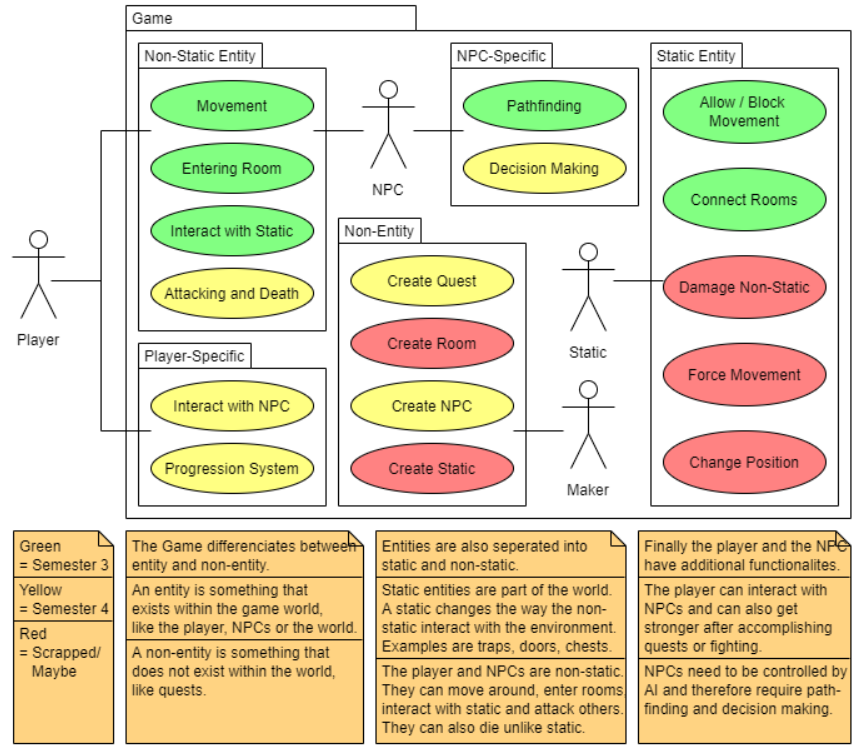 Game
Non-Static Entity
Movement
Entering Room
Interact with Static
Attacking and Death
NPC
NPC-Specific
Pathfinding
Decision Making
Static Entity
Allow / Block
Movement
Connect Rooms
Damage Non-Static
Force Movement
Change Position
Player
Player-Specific
Interact with NPC
Progression System
Non-Entity
Create Quest
Create Room
Create NPC
Create Static
Static
Maker
Green
= Semester 3
Yellow
= Semester 4
Red
= Scrapped/
Maybe
The Game differenciates between
entity and non-entity.
An entity is something that
exists within the game world,
like the player, NPCs or the world.
A non-entity is something that
does not exist within the world,
like quests.
Entities are also seperated into
static and non-static.
Static entities are part of the world.
A static changes the way the non-
static interact with the environment.
Examples are traps, doors, chests.
The player and NPCs are non-static.
They can move around, enter rooms,
interact with static and attack others.
They can also die unlike static.
Finally the player and the NPC
have additional functionalites.
The player can interact with
NPCs and can also get
stronger after accomplishing
quests or fighting.
NPCs need to be controlled by
AI and therefore require path-
finding and decision making.